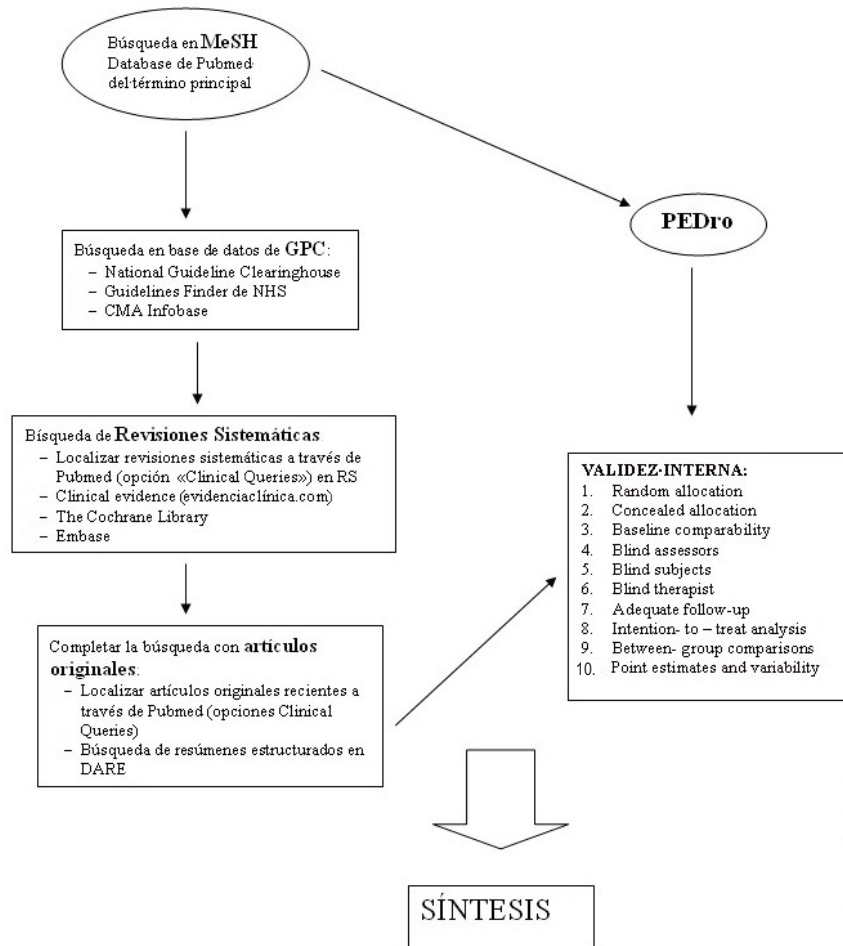 Búsqueda en MeSH
Database de Pubmed
del·término principal
PEDro
Búsqueda en base de datos de GPC:
– National Guideline Clearinghouse
– Guidelines Finder de NHS
– CMA Infobase
Bísqueda de Revisiones Sistemáticas.
– Localizar revisiones sistemáticas a través de
Pubmed (opción «Clinical Queries») en RS
– Clinical evidence (evidenciaclínica.com)
– The Cochrane Library
– Embase
Completar la búsqueda con artículos
originales:
– Localizar artículos originales recientes a
través de Pubmed (opciones Clinical
Queries)
– Búsqueda de resúmenes estructurados en
DARE
VALIDEZ·INTERNA:
1. Random allocation
2. Concealed allocation
3. Baseline comparability
4. Blind assessors
5. Blind subjects
6. Blind therapist
7. Adequate follow-up
8. Intention- to – treat analysis
9. Between- group comparisons
10. Point estimates and variability
SÍNTESIS